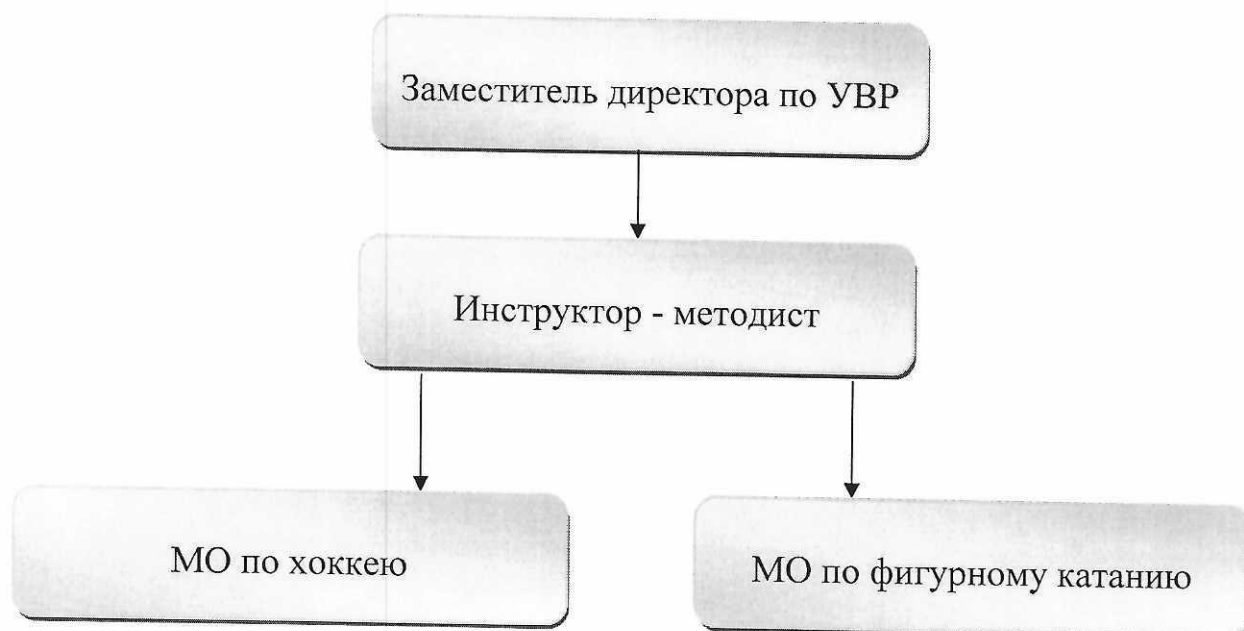 Заместитель директора по УВР
Инструктор - методист
МО по хоккею
МО по фигурному катанию